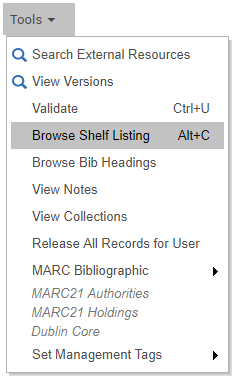 Tools
Search External Resources
View Versions
Validate Ctrl+U
Browse Shelf Listing Alt+C
Browse Bib Headings
View Notes
View Collections
Release All Records for User
MARC Bibliographic
MARC21 Authorities
MARC21 Holdings
Dublin Core
Set Management Tags